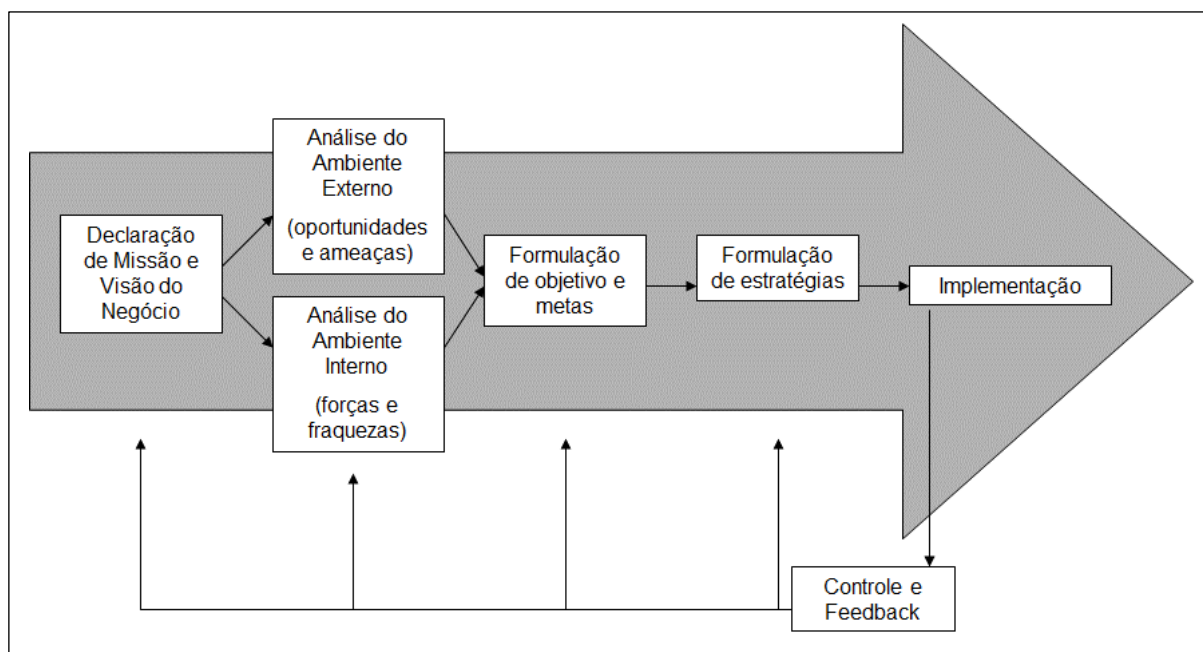 Declaração
de Missão e
Visão do
Negócio
Análise do
Ambiente
Externo
(oportunidades
e ameaças)
Análise do
Ambiente
Interno
(forças e
fraquezas)
Formulação
de objetivo e
metas
Formulação
de estratégias
Implementação
Controle e
Feedback